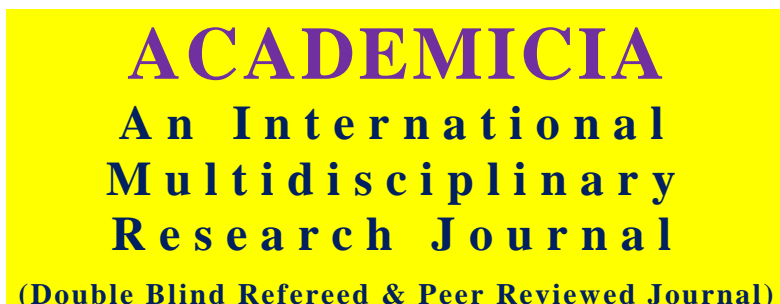 ACADEMICIA
An International
Multidisciplinary
Research Journal
(Double Blind Refereed & Peer Reviewed Journal)